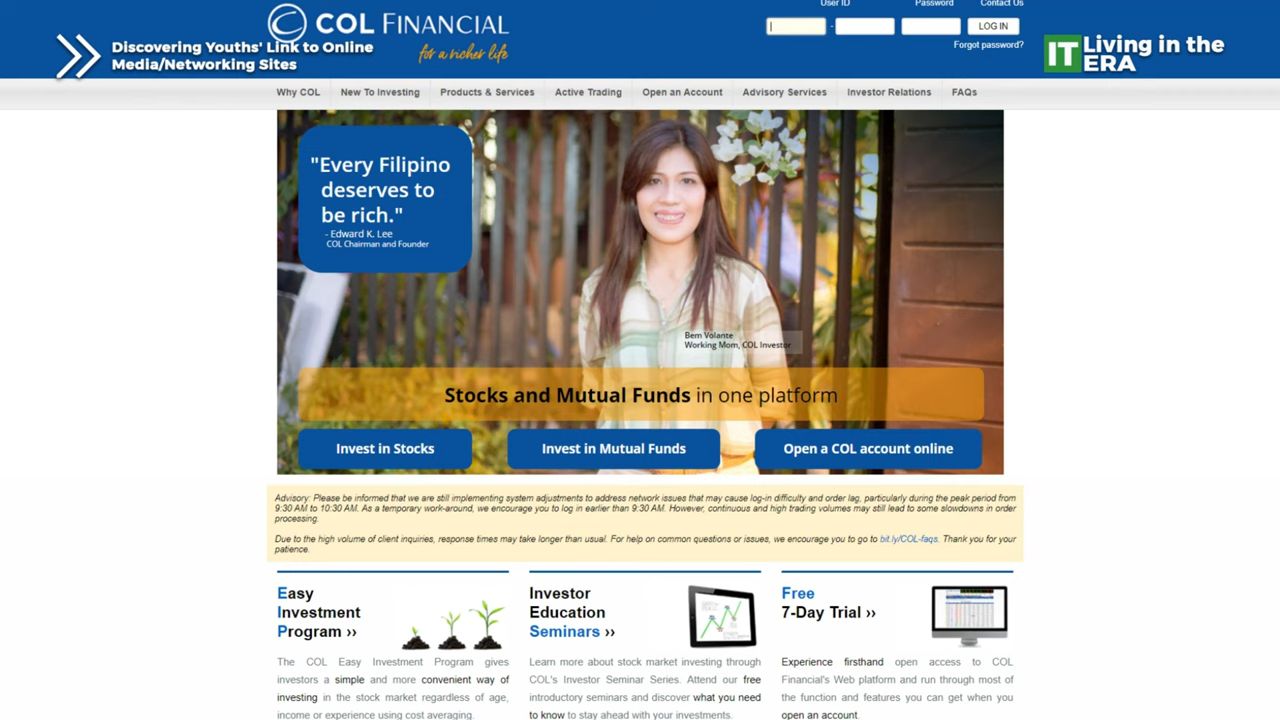 User ID
Password
Contact Us
COL FINANCIAL
for a richer life
LOG IN
Forgot password?
Discovering Youths' Link to Online
Media/Networking Sites
IT Living in the
ERA
Why COL
New To Investing
Products & Services
Active Trading
Open an Account
Advisory Services
Investor Relations
FAQs
"Every Filipino
deserves to
be rich."
- Edward K. Lee
COL Chairman and Founder
Bem Volante
Working Mom, COL Investor
Stocks and Mutual Funds in one platform
Invest in Stocks
Invest in Mutual Funds
Open a COL account online
Advisory: Please be informed that we are still implementing system adjustments to address network issues that may cause log-in difficulty and order lag, particularly during the peak period from
9:30 AM to 10:30 AM. As a temporary work-around, we encourage you to log in earlier than 9:30 AM. However, continuous and high trading volumes may still lead to some slowdowns in order
processing.
Due to the high volume of client inquiries, response times may take longer than usual. For help on common questions or issues, we encourage you to go to bit.ly/COL-faqs. Thank you for your
patience.
Easy
Investment
Program ››
The COL Easy Investment Program gives
investors a simple and more convenient way of
investing in the stock market regardless of age,
income or experience using cost averaging.
Investor
Education
Seminars ››
Learn more about stock market investing through
COL's Investor Seminar Series. Attend our free
introductory seminars and discover what you need
to know to stay ahead with your investments.
Free
7-Day Trial ››
Experience firsthand open access to COL
Financial's Web platform and run through most of
the function and features you can get when you
open an account.